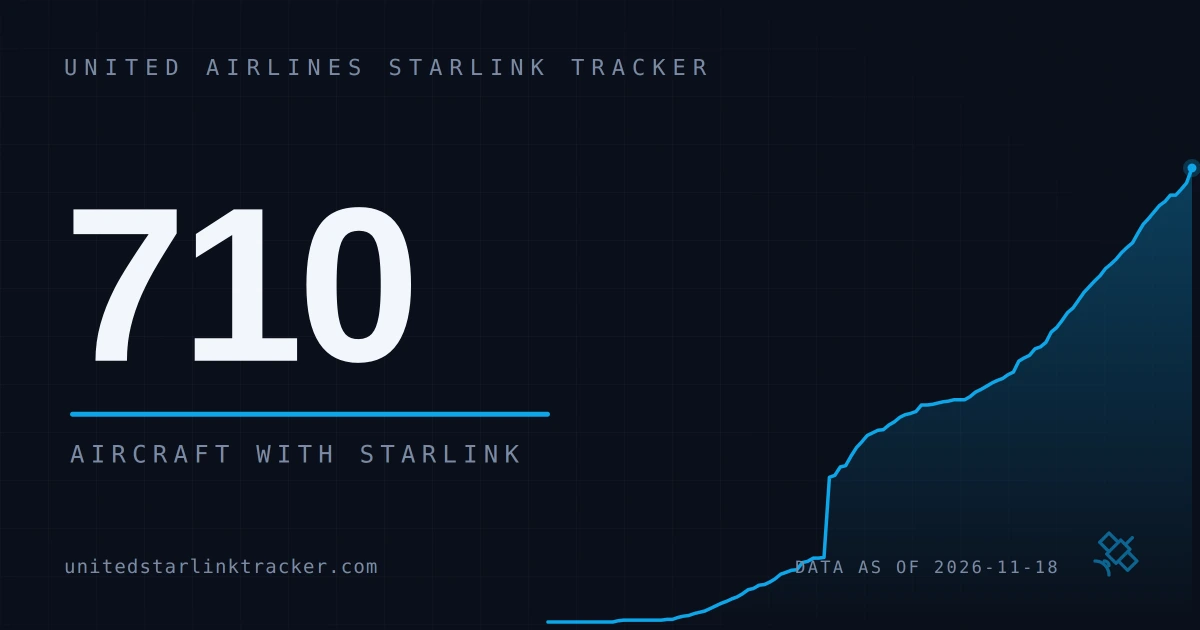 UNITED AIRLINES STARLINK TRACKER
710
AIRCRAFT WITH STARLINK
unitedstarlinktracker.com
DATA AS OF 2026-11-18